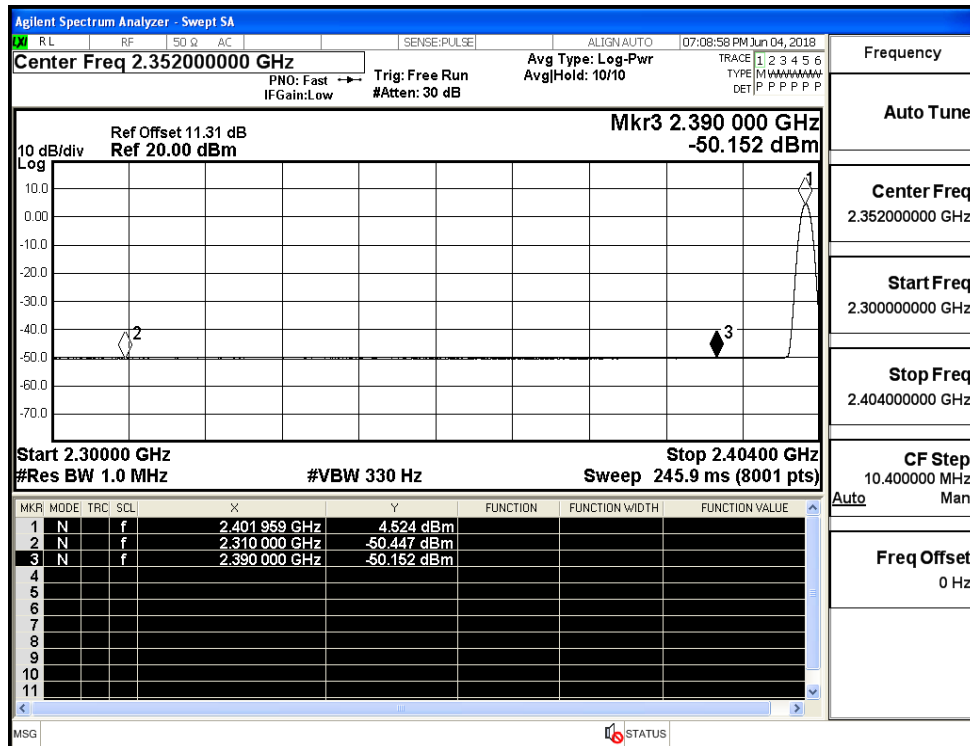 Agilent Spectrum Analyzer - Swept SA
LXI RL RF 50 Ω AC SENSE:PULSE ALIGN AUTO 07:08:58 PM Jun 04, 2018
Center Freq 2.352000000 GHz
PNO: Fast
IFGain:Low
Trig: Free Run
#Atten: 30 dB
Avg Type: Log-Pwr
Avg|Hold: 10/10
TRACE 1 2 3 4 5 6
TYPE MWWWWW
DET P P P P P P
Mkr3 2.390 000 GHz
-50.152 dBm
Ref Offset 11.31 dB
10 dB/div Ref 20.00 dBm
Log
10.0
0.00
-10.0
-20.0
-30.0
-40.0
-50.0
-60.0
-70.0
1
2
3
Start 2.30000 GHz Stop 2.40400 GHz
#Res BW 1.0 MHz #VBW 330 Hz Sweep 245.9 ms (8001 pts)
MKR MODE TRC SCL X Y FUNCTION FUNCTION WIDTH FUNCTION VALUE
1 N f 2.401 959 GHz 4.524 dBm
2 N f 2.310 000 GHz -50.447 dBm
3 N f 2.390 000 GHz -50.152 dBm
4
5
6
7
8
9
10
11
MSG STATUS
Frequency
Auto Tune
Center Freq
2.352000000 GHz
Start Freq
2.300000000 GHz
Stop Freq
2.404000000 GHz
CF Step
10.400000 MHz
Auto Man
Freq Offset
0 Hz